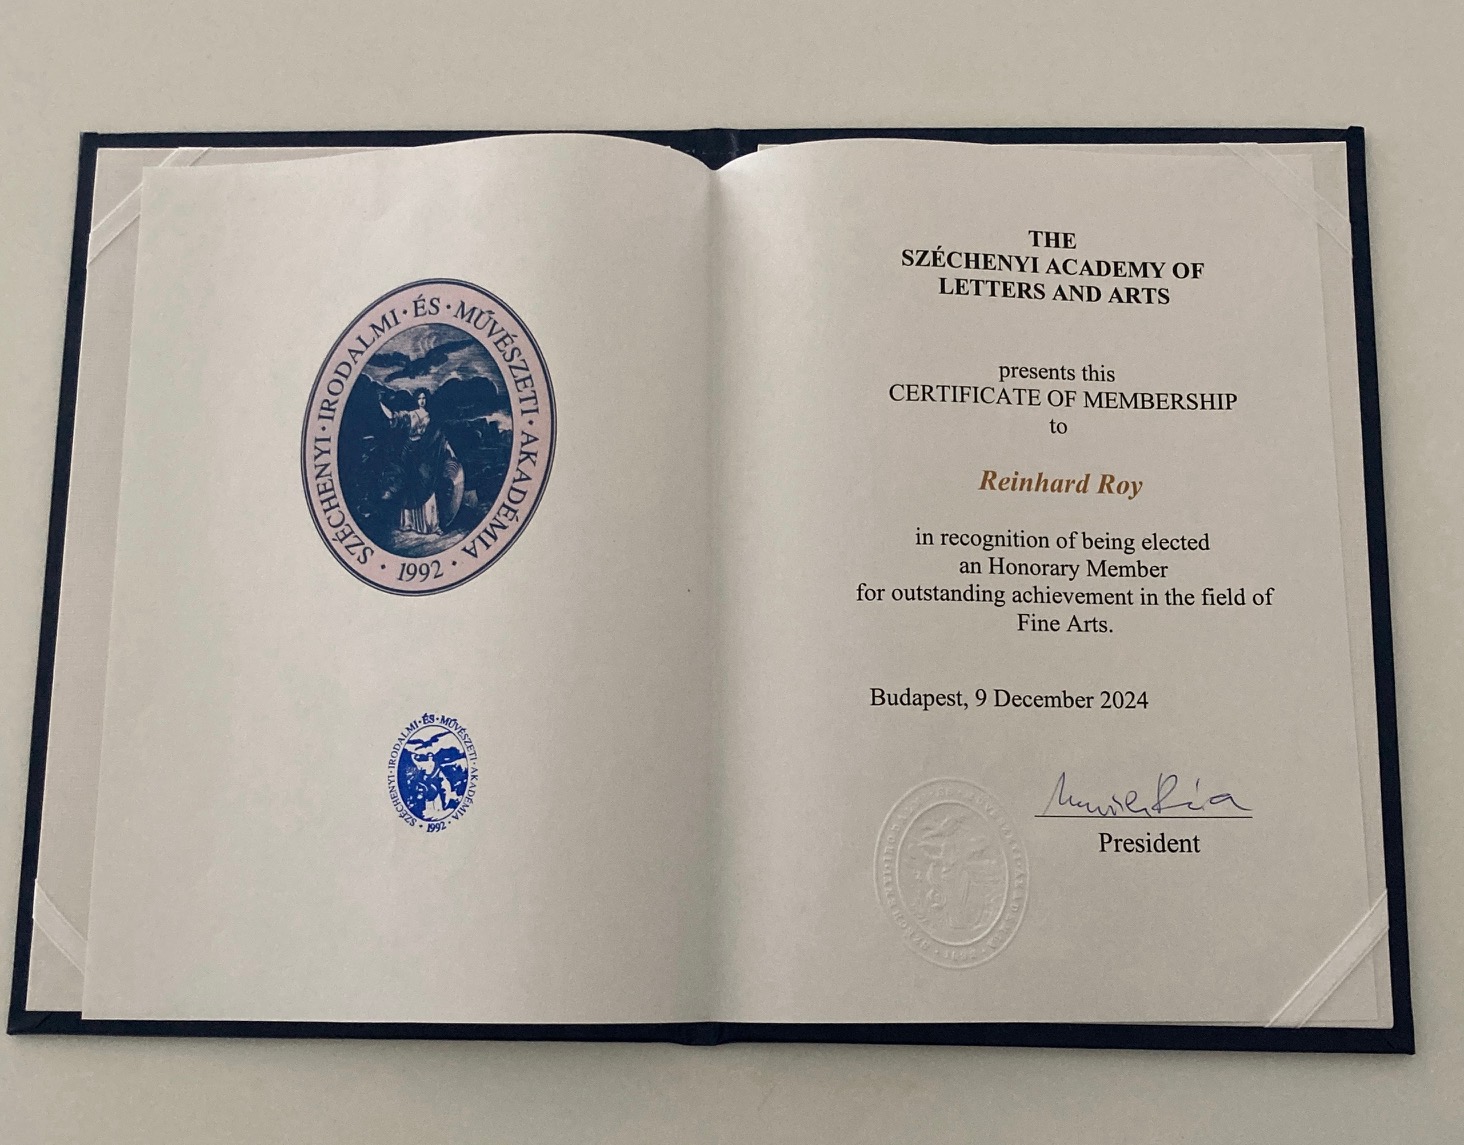 SZÉCHENYI · IRODALMI · ÉS · MŰVÉSZETI · AKADÉMIA
· 1992 ·
SZÉCHENYI·IRODALMI·ÉS·MŰVÉSZETI·AKADÉMIA
· 1992 ·
THE
SZÉCHENYI ACADEMY OF
LETTERS AND ARTS
presents this
CERTIFICATE OF MEMBERSHIP
to
Reinhard Roy
in recognition of being elected
an Honorary Member
for outstanding achievement in the field of
Fine Arts.
Budapest, 9 December 2024
President